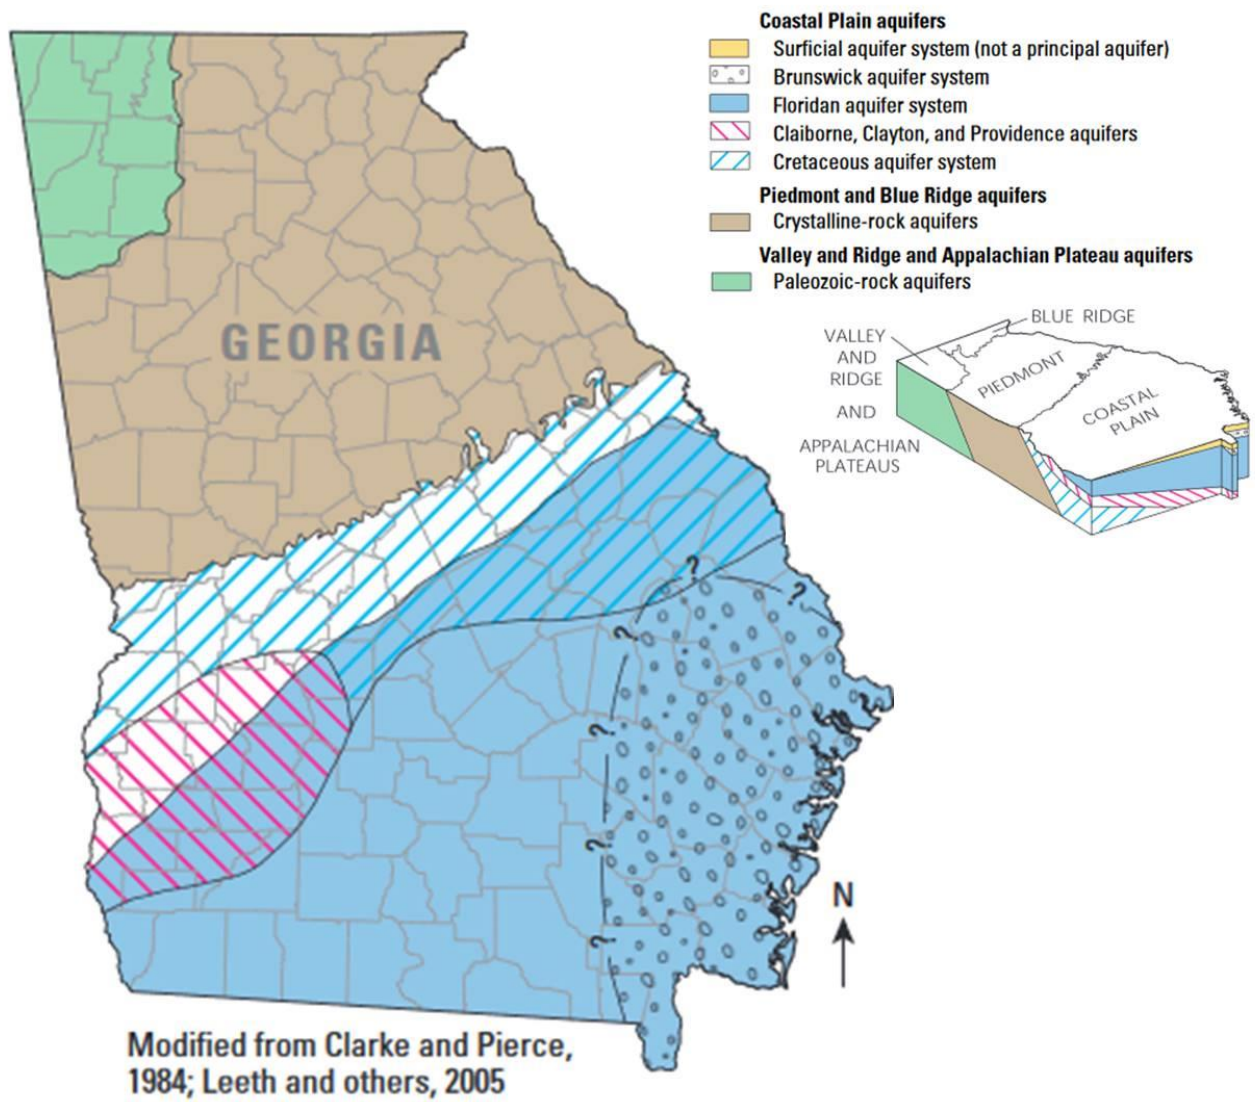 Coastal Plain aquifers
Surficial aquifer system (not a principal aquifer)
Brunswick aquifer system
Floridan aquifer system
Claiborne, Clayton, and Providence aquifers
Cretaceous aquifer system
Piedmont and Blue Ridge aquifers
Crystalline-rock aquifers
Valley and Ridge and Appalachian Plateau aquifers
Paleozoic-rock aquifers
BLUE RIDGE
VALLEY
AND
RIDGE
AND
APPALACHIAN
PLATEAUS
PIEDMONT
COASTAL
PLAIN
GEORGIA
?
?
?
?
?
?
N
Modified from Clarke and Pierce,
1984; Leeth and others, 2005